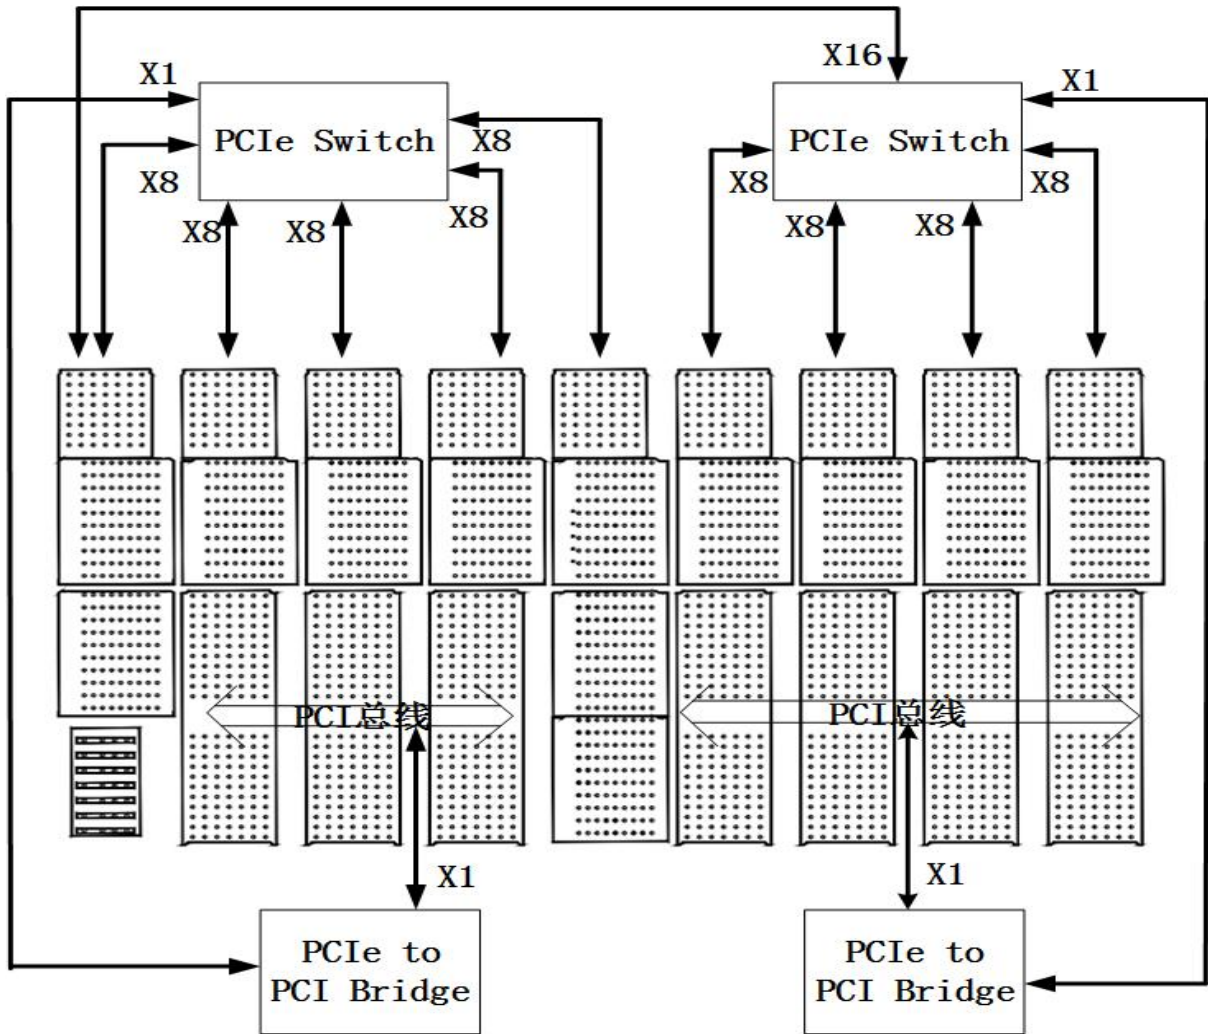 X16
X1
X1
PCIe Switch
X8
PCIe Switch
X8
X8
X8
X8
X8
X8
X8
X8
X8
PCI总线
PCI总线
X1
X1
PCIe to
PCI Bridge
PCIe to
PCI Bridge